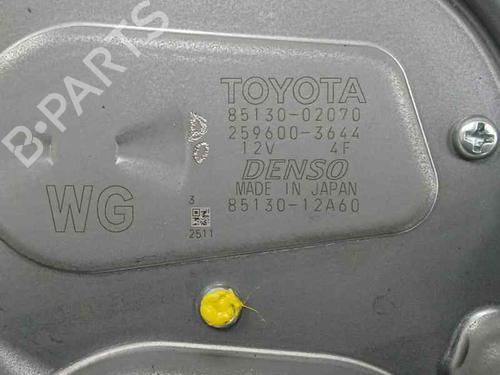 B-PARTS
TOYOTA
85130-02070
259600-3644
12V 4F
DENSO
MADE IN JAPAN
85130-12A60
WG
3
2511